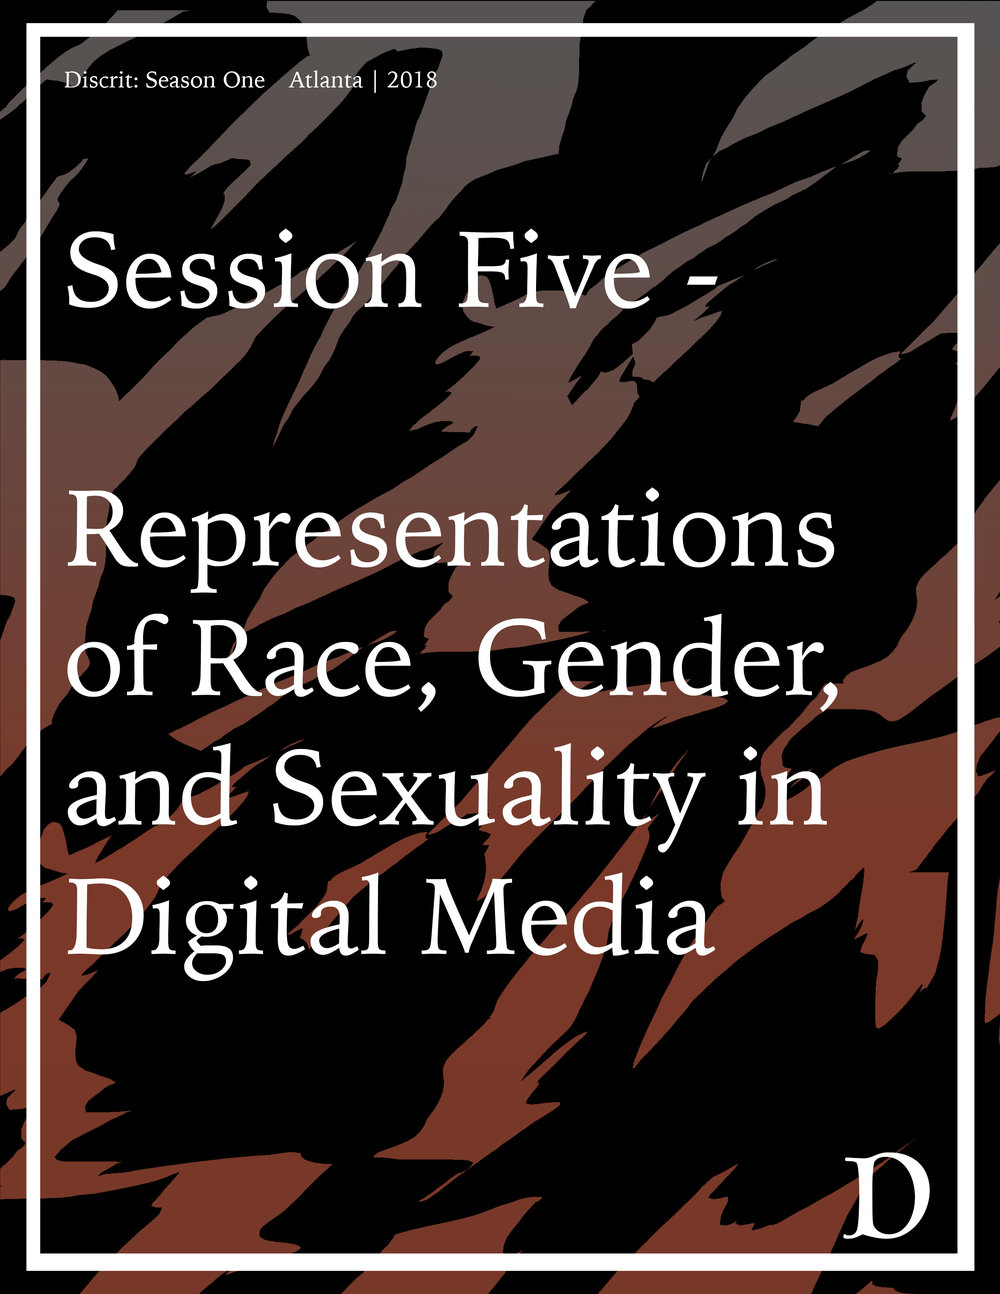 Discrit: Season One Atlanta | 2018
Session Five -
Representations
of Race, Gender,
and Sexuality in
Digital Media
D